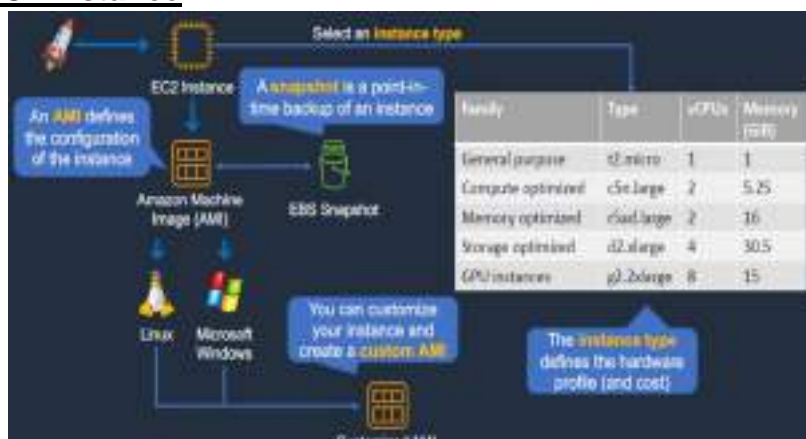 Select an instance type
EC2 Instance
A snapshot is a point-in-
time backup of an instance
An AMI defines
the configuration
of the instance
Amazon Machine
Image (AMI)
EBS Snapshot
Family Type vCPUs Memory
(GiB)
General purpose t2.micro 1 1
Compute optimized c5n.large 2 5.25
Memory optimized r5ad.large 2 16
Storage optimized d2.xlarge 4 30.5
GPU instances g2.2xlarge 8 15
Linux
Microsoft
Windows
You can customize
your instance and
create a custom AMI
The instance type
defines the hardware
profile (and cost)